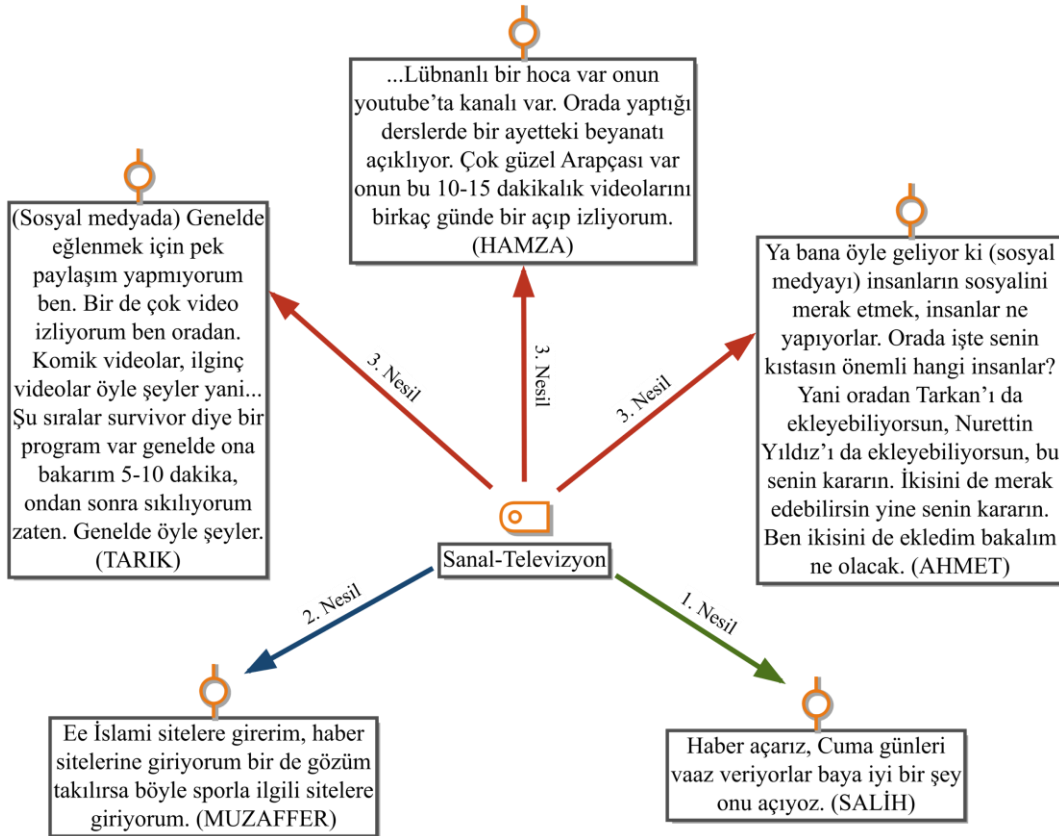 ...Lübnanlı bir hoca var onun
youtube’ta kanalı var. Orada yaptığı
derslerde bir ayetteki beyanatı
açıklıyor. Çok güzel Arapçası var
onun bu 10-15 dakikalık videolarını
birkaç günde bir açıp izliyorum.
(HAMZA)
(Sosyal medyada) Genelde
eğlenmek için pek
paylaşım yapmıyorum
ben. Bir de çok video
izliyorum ben oradan.
Komik videolar, ilginç
videolar öyle şeyler yani...
Şu sıralar survivor diye bir
program var genelde ona
bakarım 5-10 dakika,
ondan sonra sıkılıyorum
zaten. Genelde öyle şeyler.
(TARIK)
Ya bana öyle geliyor ki (sosyal
medyayı) insanların sosyalini
merak etmek, insanlar ne
yapıyorlar. Orada işte senin
kıstasın önemli hangi insanlar?
Yani oradan Tarkan’ı da
ekleyebiliyorsun, Nurettin
Yıldız’ı da ekleyebiliyorsun, bu
senin kararın. İkisini de merak
edebilirsin yine senin kararın.
Ben ikisini de ekledim bakalım
ne olacak. (AHMET)
3. Nesil
3. Nesil
3. Nesil
Sanal-Televizyon
2. Nesil
1. Nesil
Ee İslami sitelere girerim, haber
sitelerine giriyorum bir de gözüm
takılırsa böyle sporla ilgili sitelere
giriyorum. (MUZAFFER)
Haber açarız, Cuma günleri
vaaz veriyorlar baya iyi bir şey
onu açıyoz. (SALİH)